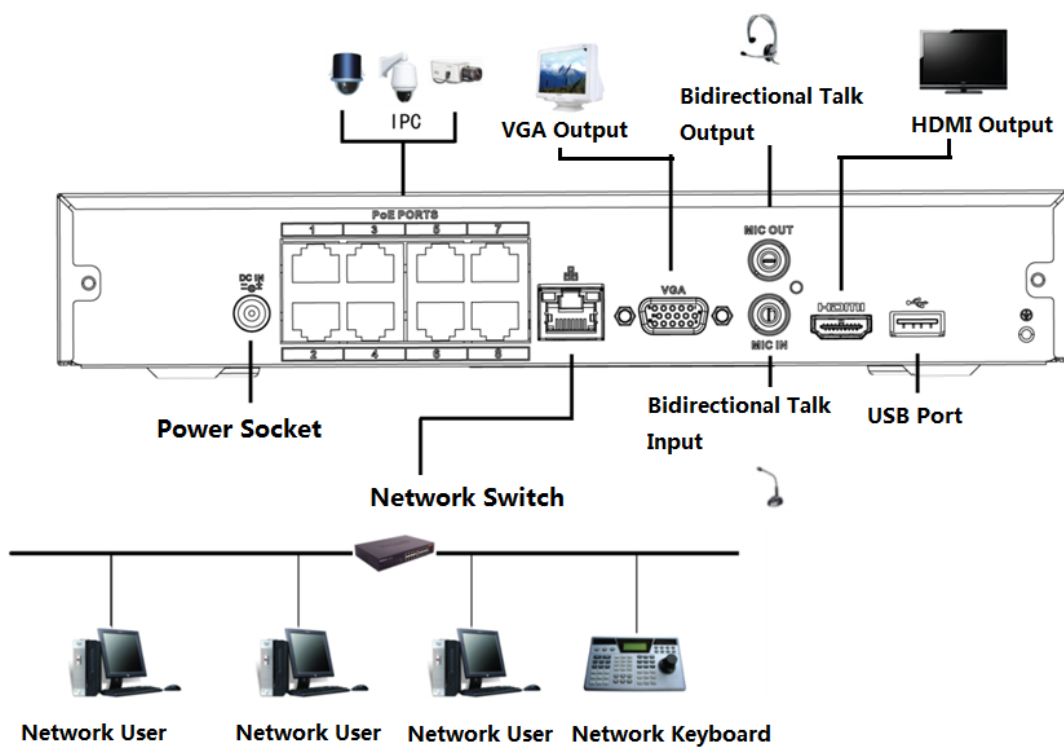 IPC
VGA Output
Bidirectional Talk
Output
HDMI Output
PoE PORTS
1 3 5 7
MIC OUT
DC IN
VGA
HDMI
MIC IN
2 4 6 8
Power Socket
Bidirectional Talk
Input
USB Port
Network Switch
Network User
Network User
Network User
Network Keyboard